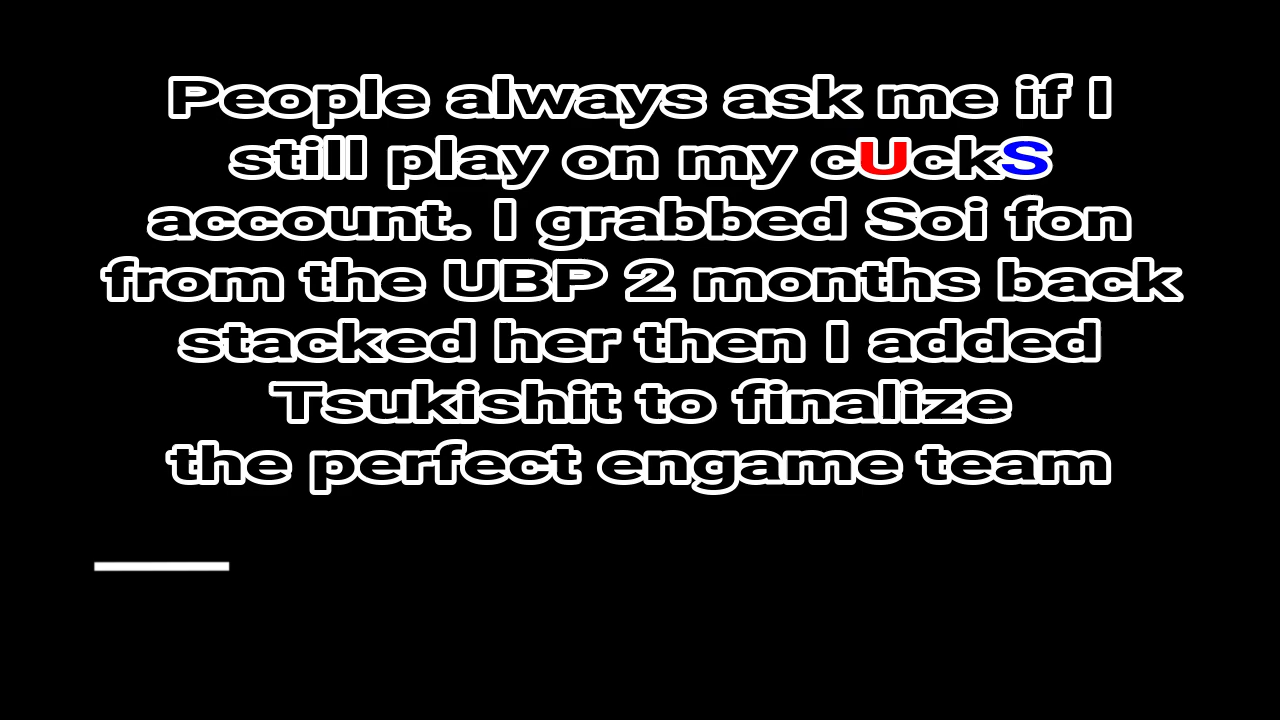 People always ask me if I
still play on my cUckS
account. I grabbed Soi fon
from the UBP 2 months back
stacked her then I added
Tsukishit to finalize
the perfect engame team